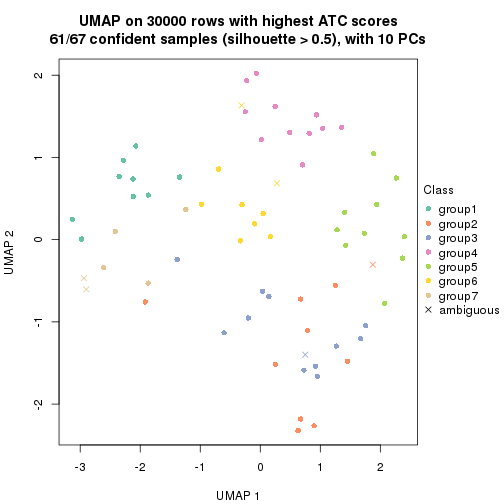 UMAP on 30000 rows with highest ATC scores
61/67 confident samples (silhouette > 0.5), with 10 PCs
2
1
0
-1
-2
UMAP 2
-3
-2
-1
0
1
2
UMAP 1
Class
group1
group2
group3
group4
group5
group6
group7
ambiguous